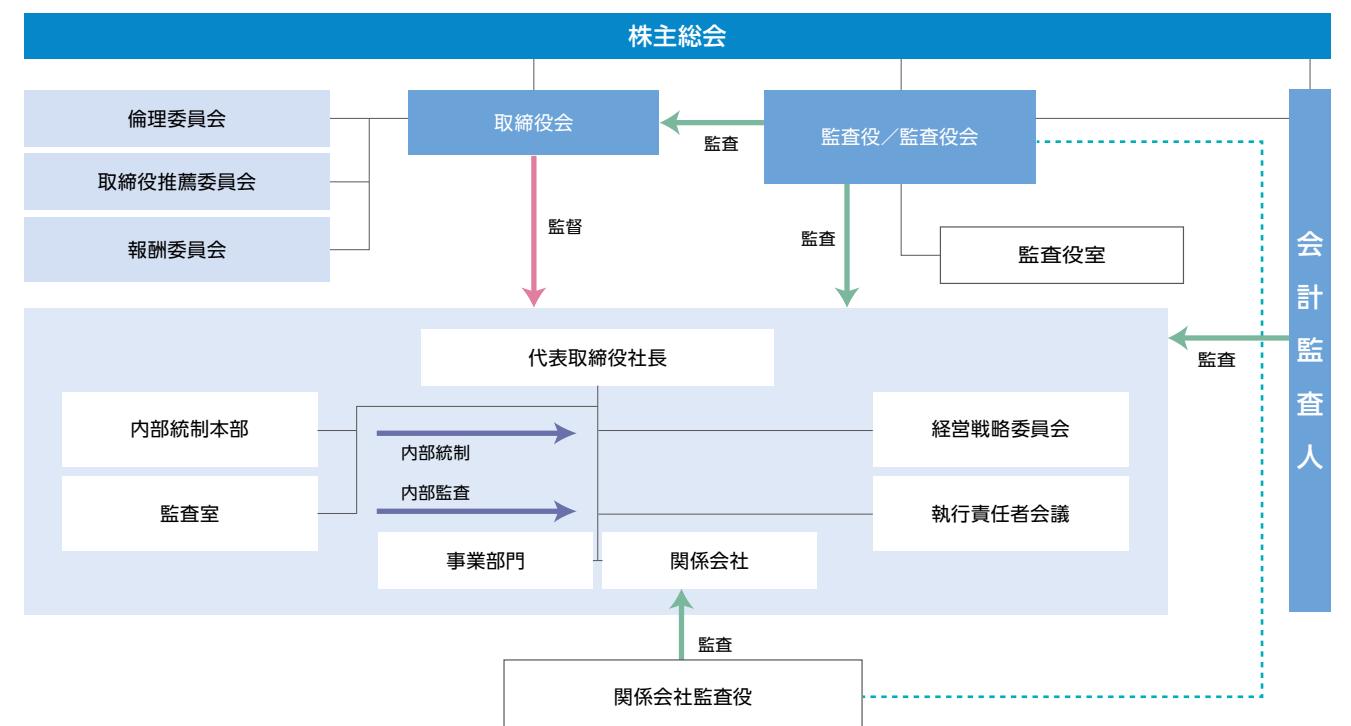 株主総会
倫理委員会
取締役推薦委員会
報酬委員会
取締役会
監査
監査役／監査役会
監督
監査
監査役室
会計監査人
監査
代表取締役社長
内部統制本部
監査室
内部統制
内部監査
経営戦略委員会
執行責任者会議
事業部門
関係会社
監査
関係会社監査役